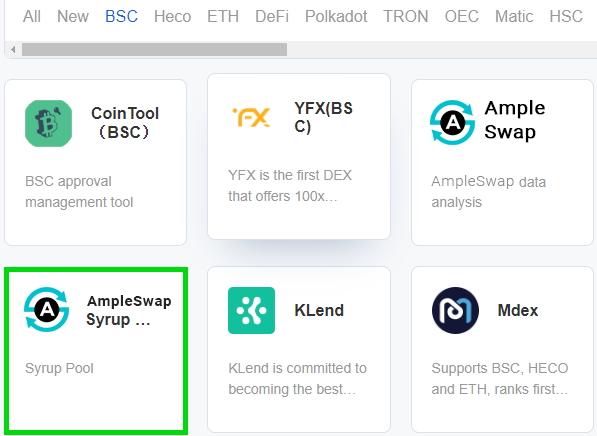 All New BSC Heco ETH DeFi Polkadot TRON OEC Matic HSC
CoinTool
(BSC)
BSC approval
management tool
YFX(BS
C)
YFX is the first DEX
that offers 100x...
Ample
Swap
AmpleSwap data
analysis
AmpleSwap
Syrup ...
Syrup Pool
KLend
KLend is committed to
becoming the best...
Mdex
Supports BSC, HECO
and ETH, ranks first...